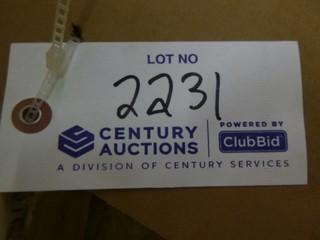 LOT NO
2231
CENTURY AUCTIONS
POWERED BY
ClubBid
A DIVISION OF CENTURY SERVICES